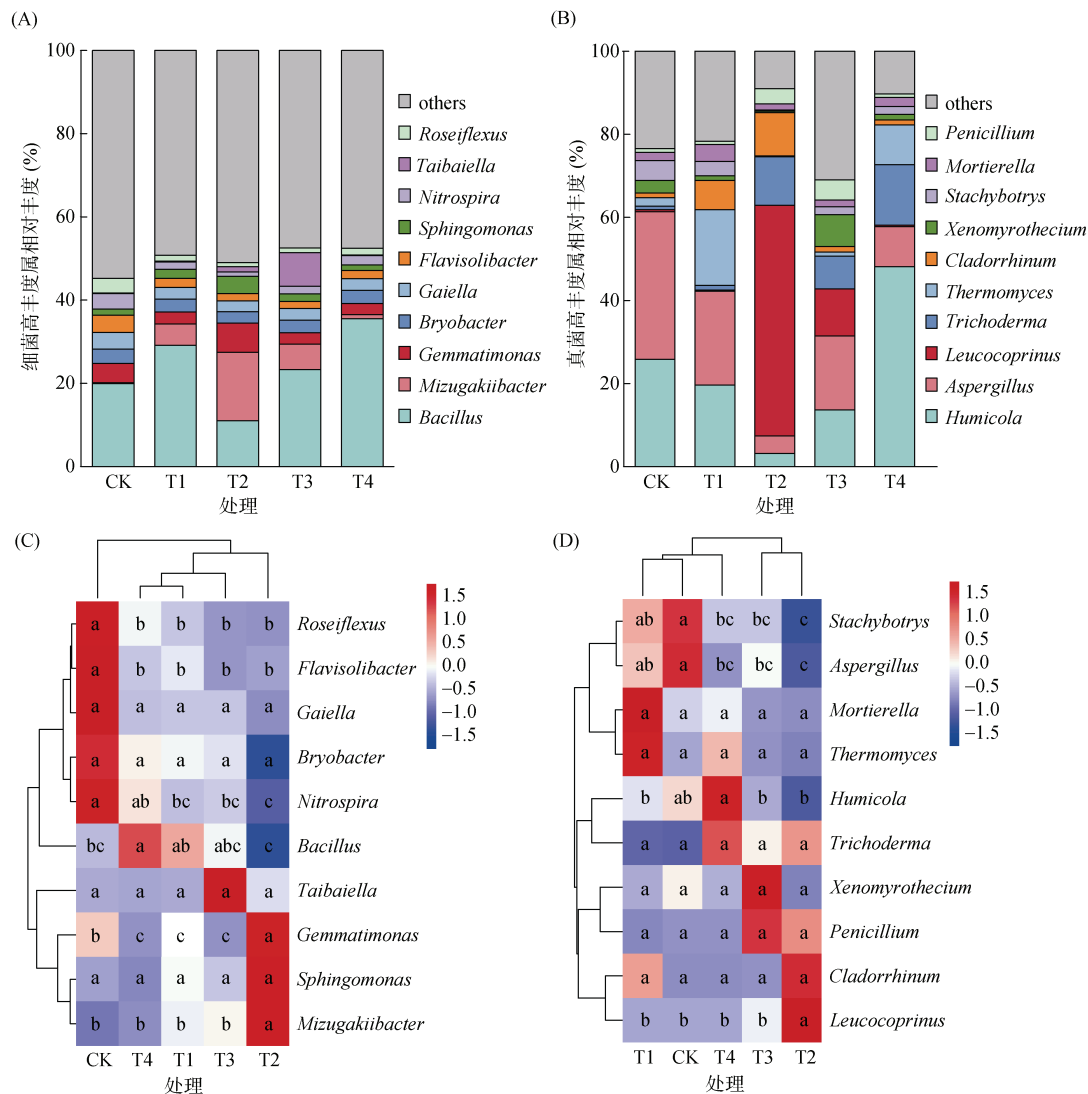 (A)
细菌高丰度属相对丰度 (%)
100
80
60
40
20
0
CK T1 T2 T3 T4
处理
others
Roseiflexus
Taibaiella
Nitrospira
Sphingomonas
Flavisolibacter
Gaiella
Bryobacter
Gemmatimonas
Mizugakiibacter
Bacillus
(B)
真菌高丰度属相对丰度 (%)
100
80
60
40
20
0
CK T1 T2 T3 T4
处理
others
Penicillium
Mortierella
Stachybotrys
Xenomyrothecium
Cladorrhinum
Thermomyces
Trichoderma
Leucocoprinus
Aspergillus
Humicola
(C)
a b b b b Roseiflexus
a b b b b Flavisolibacter
a a a a a Gaiella
a a a a a Bryobacter
a ab bc bc c Nitrospira
bc a ab abc c Bacillus
a a a a a Taibaiella
b c c c a Gemmatimonas
a a a a a Sphingomonas
b b b b a Mizugakiibacter
CK T4 T1 T3 T2
处理
1.5
1.0
0.5
0.0
−0.5
−1.0
−1.5
(D)
ab a bc bc c Stachybotrys
ab a bc bc c Aspergillus
a a a a a Mortierella
a a a a a Thermomyces
b ab a b b Humicola
a a a a a Trichoderma
a a a a a Xenomyrothecium
a a a a a Penicillium
a a a a a Cladorrhinum
b b b b a Leucocoprinus
T1 CK T4 T3 T2
处理
1.5
1.0
0.5
0.0
−0.5
−1.0
−1.5